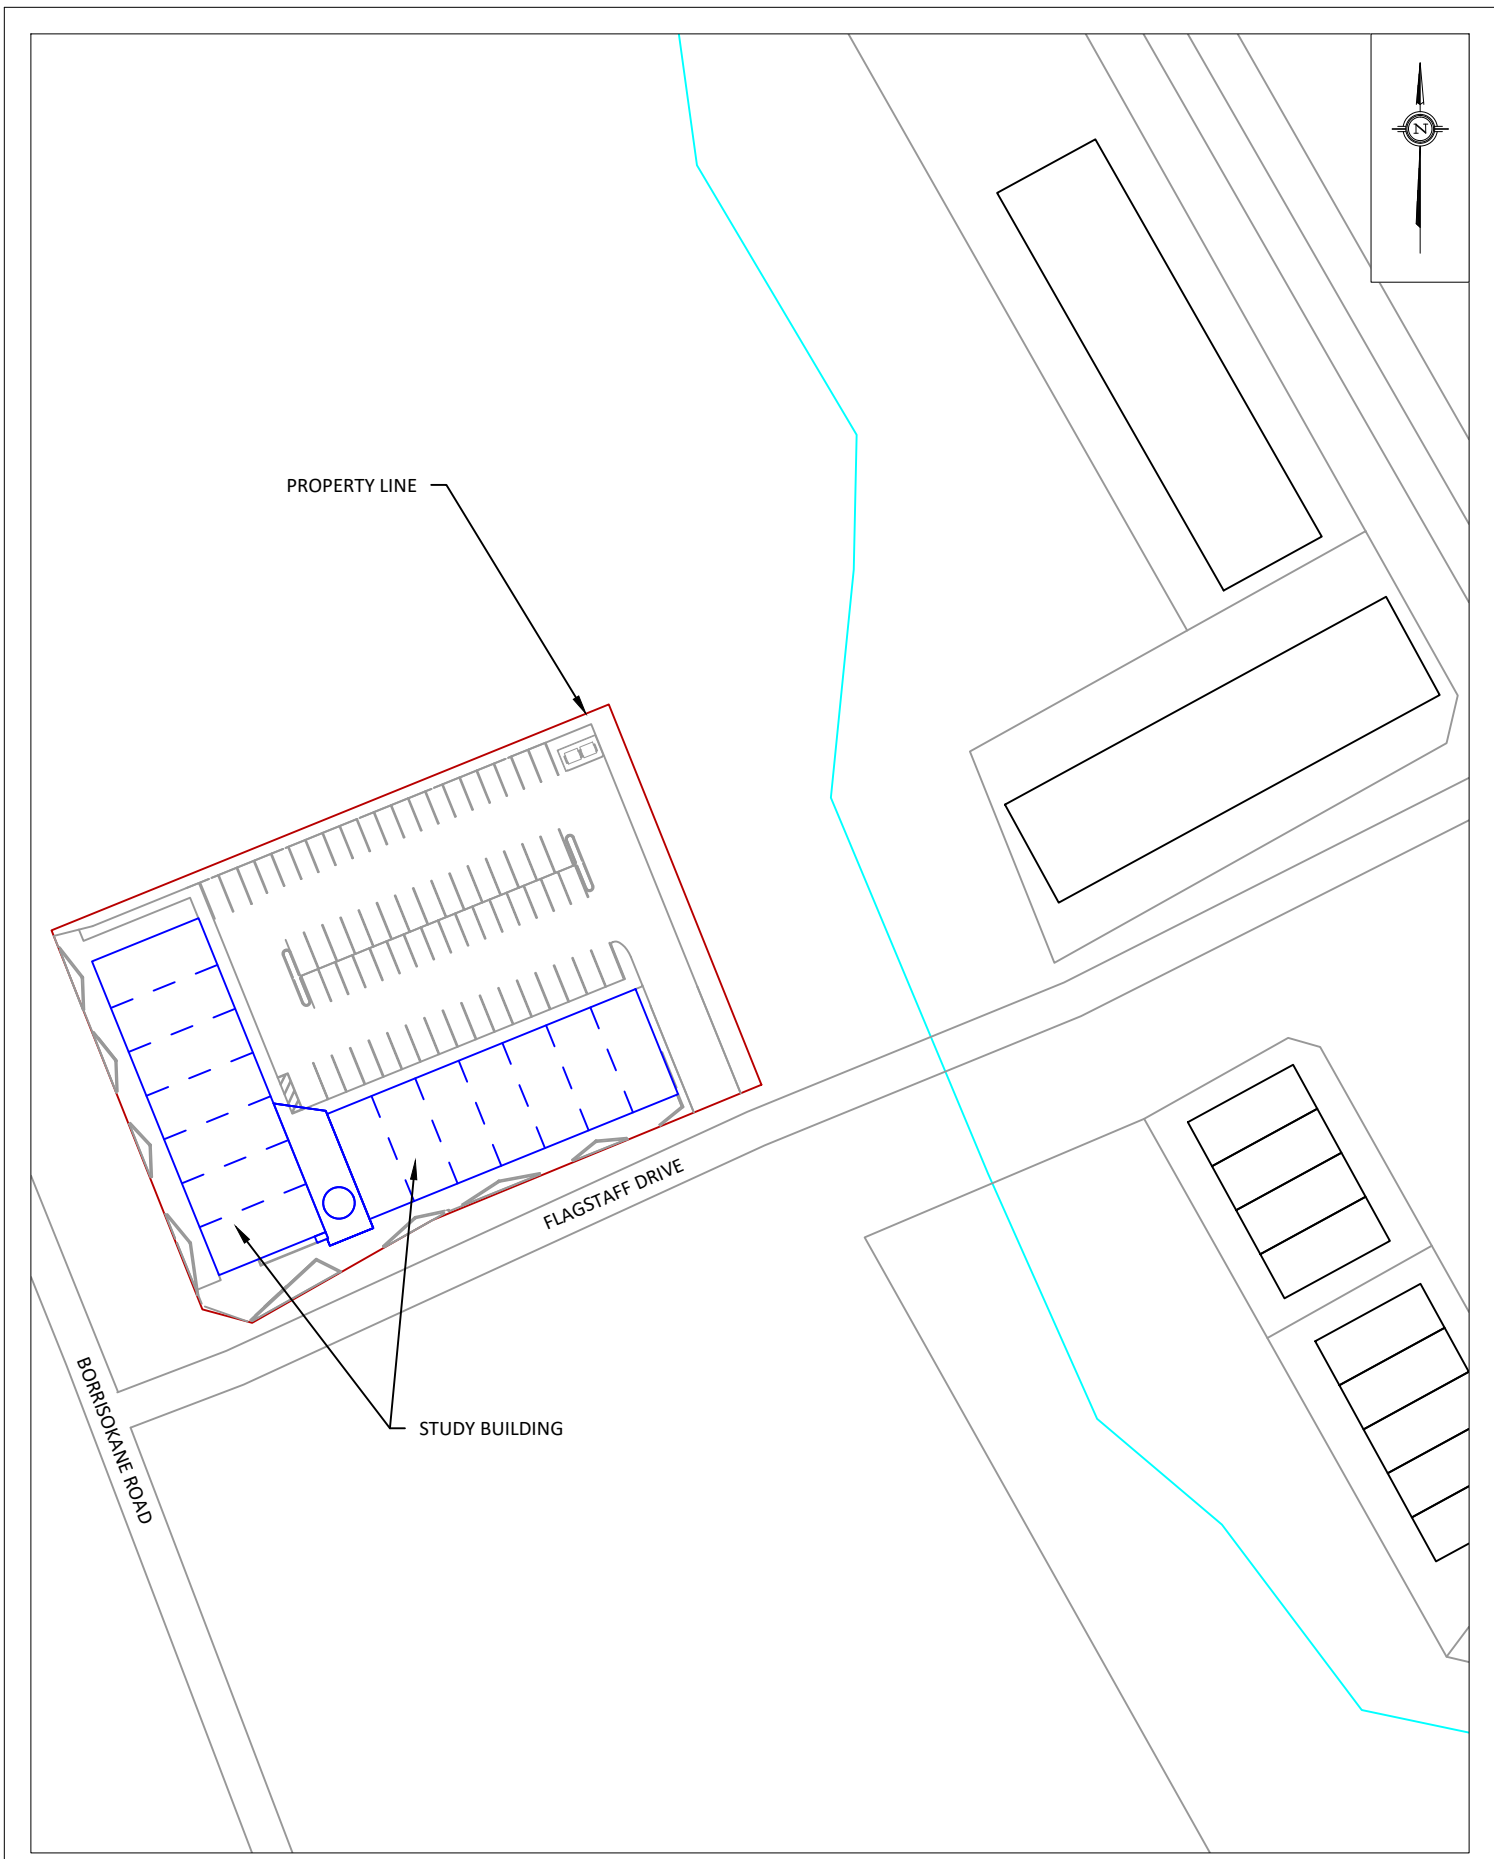 N
PROPERTY LINE
FLAGSTAFF DRIVE
BORRISOKANE ROAD
STUDY BUILDING